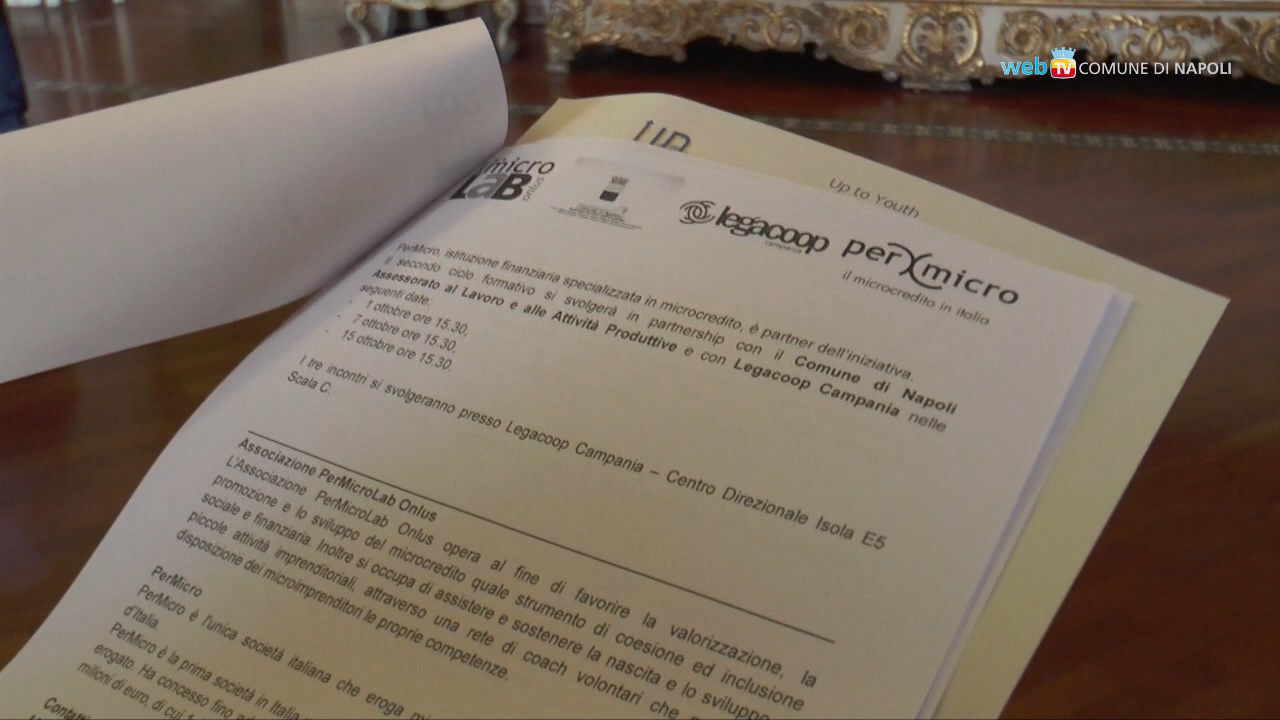 web TV COMUNE DI NAPOLI
UP
Up to Youth
micro
LaB onlus
legacoop
campania
per micro
il microcredito in italia
PerMicro, istituzione finanziaria specializzata in microcredito, è partner dell'iniziativa.
Il secondo ciclo formativo si svolgerà in partnership con il Comune di Napoli
Assessorato al Lavoro e alle Attività Produttive e con Legacoop Campania nelle
seguenti date:
- 1 ottobre ore 15.30,
- 7 ottobre ore 15.30,
- 15 ottobre ore 15.30.
I tre incontri si svolgeranno presso Legacoop Campania – Centro Direzionale Isola E5
Scala C.
Associazione PerMicroLab Onlus
L'Associazione PerMicroLab Onlus opera al fine di favorire la valorizzazione, la
promozione e lo sviluppo del microcredito quale strumento di coesione ed inclusione
sociale e finanziaria. Inoltre si occupa di assistere e sostenere la nascita e lo sviluppo
piccole attività imprenditoriali, attraverso una rete di coach volontari che
disposizione dei microimprenditori le proprie competenze.
PerMicro
PerMicro è l'unica società italiana che eroga
d'Italia.
PerMicro è la prima società in Italia
erogato. Ha concesso fino
milioni di euro, di cui
Contatti